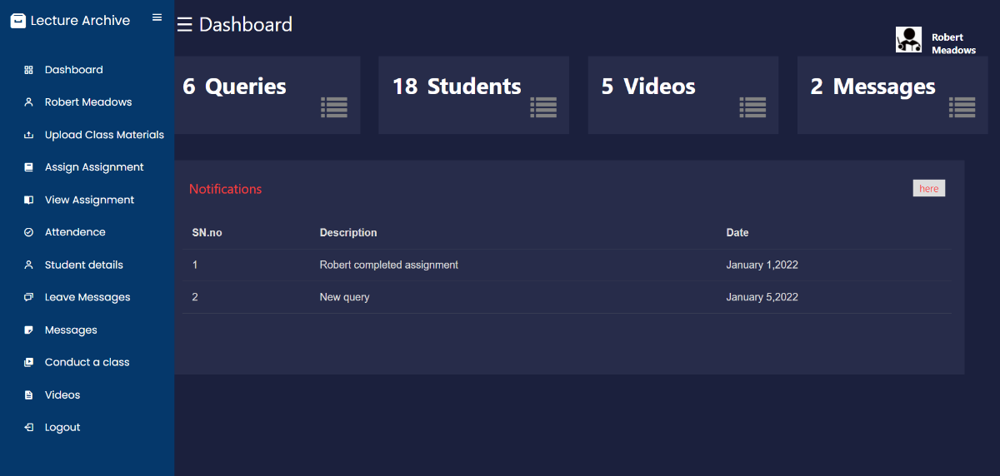 Lecture Archive
Dashboard
Robert Meadows
Upload Class Materials
Assign Assignment
View Assignment
Attendence
Student details
Leave Messages
Messages
Conduct a class
Videos
Logout
☰ Dashboard
Robert
Meadows
6 Queries
18 Students
5 Videos
2 Messages
Notifications
here
SN.no Description Date
1 Robert completed assignment January 1,2022
2 New query January 5,2022